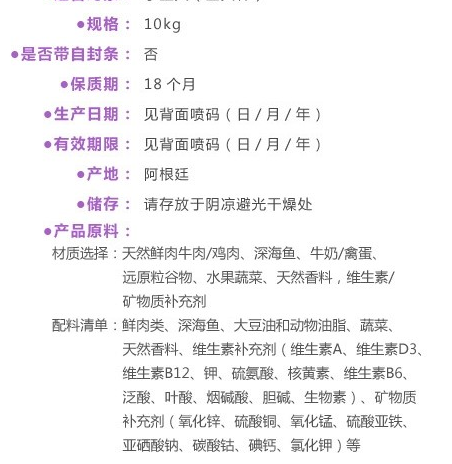 ●规格： 10kg
●是否带自封条： 否
●保质期： 18 个月
●生产日期： 见背面喷码（日/月/年）
●有效期限： 见背面喷码（日/月/年）
●产地： 阿根廷
●储存： 请存放于阴凉避光干燥处
●产品原料：
材质选择：天然鲜肉牛肉/鸡肉、深海鱼、牛奶/禽蛋、
远原粒谷物、水果蔬菜、天然香料，维生素/
矿物质补充剂
配料清单：鲜肉类、深海鱼、大豆油和动物油脂、蔬菜、
天然香料、维生素补充剂（维生素A、维生素D3、
维生素B12、钾、硫氨酸、核黄素、维生素B6、
泛酸、叶酸、烟碱酸、胆碱、生物素）、矿物质
补充剂（氧化锌、硫酸铜、氧化锰、硫酸亚铁、
亚硒酸钠、碳酸钴、碘钙、氯化钾）等